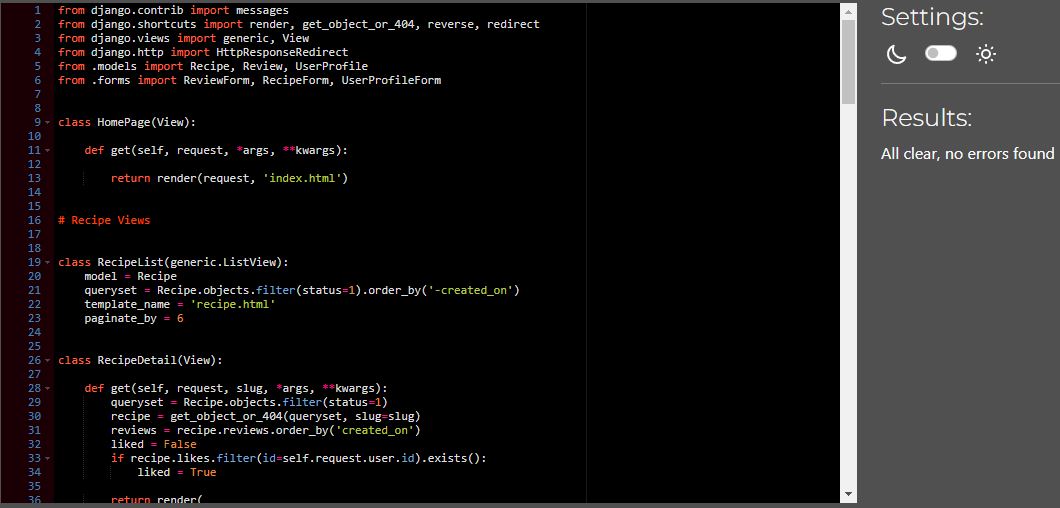 1 from django.contrib import messages
2 from django.shortcuts import render, get_object_or_404, reverse, redirect
3 from django.views import generic, View
4 from django.http import HttpResponseRedirect
5 from .models import Recipe, Review, UserProfile
6 from .forms import ReviewForm, RecipeForm, UserProfileForm
7
8
9 class HomePage(View):
10
11     def get(self, request, *args, **kwargs):
12
13         return render(request, 'index.html')
14
15
16 # Recipe Views
17
18
19 class RecipeList(generic.ListView):
20     model = Recipe
21     queryset = Recipe.objects.filter(status=1).order_by('-created_on')
22     template_name = 'recipe.html'
23     paginate_by = 6
24
25
26 class RecipeDetail(View):
27
28     def get(self, request, slug, *args, **kwargs):
29         queryset = Recipe.objects.filter(status=1)
30         recipe = get_object_or_404(queryset, slug=slug)
31         reviews = recipe.reviews.order_by('created_on')
32         liked = False
33         if recipe.likes.filter(id=self.request.user.id).exists():
34             liked = True
35
36         return render(
Settings:
Results:
All clear, no errors found